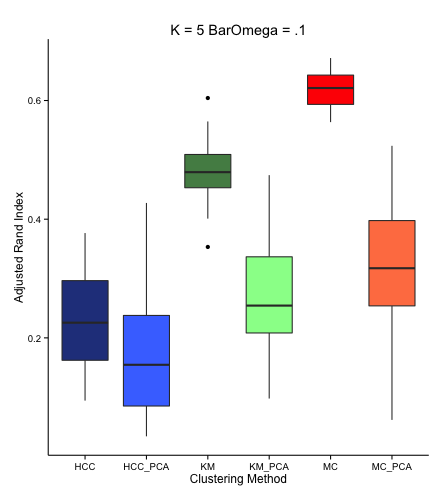 K = 5 BarOmega = .1
Adjusted Rand Index
0.6
0.4
0.2
HCC HCC_PCA KM KM_PCA MC MC_PCA
Clustering Method